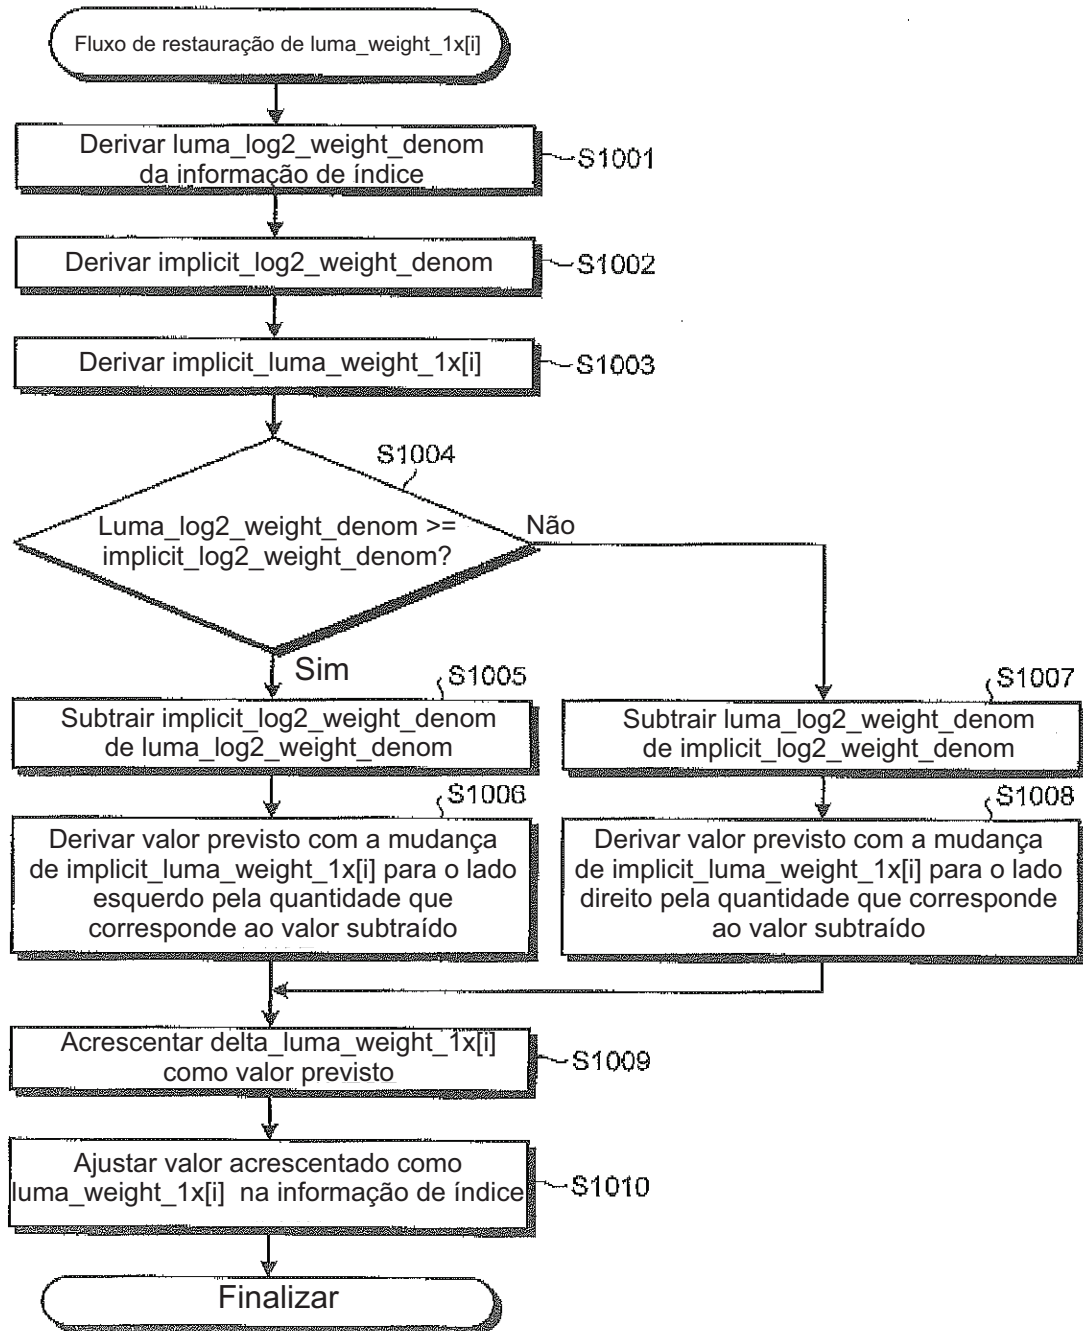 Fluxo de restauração de luma_weight_1x[i]
Derivar luma_log2_weight_denom
da informação de índice
S1001
Derivar implicit_log2_weight_denom
S1002
Derivar implicit_luma_weight_1x[i]
S1003
S1004
Luma_log2_weight_denom >=
implicit_log2_weight_denom?
Não
Sim
S1005
Subtrair implicit_log2_weight_denom
de luma_log2_weight_denom
S1007
Subtrair luma_log2_weight_denom
de implicit_log2_weight_denom
S1006
Derivar valor previsto com a mudança
de implicit_luma_weight_1x[i] para o lado
esquerdo pela quantidade que
corresponde ao valor subtraído
S1008
Derivar valor previsto com a mudança
de implicit_luma_weight_1x[i] para o lado
direito pela quantidade que corresponde
ao valor subtraído
Acrescentar delta_luma_weight_1x[i]
como valor previsto
S1009
Ajustar valor acrescentado como
luma_weight_1x[i] na informação de índice
S1010
Finalizar